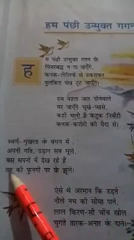 हम पंछी उन्मुक्त गगन
ह
म पंछी उन्मुक्त गगन के
पिंजरबद्ध न गा पाएँगे,
कनक-तीलियों से टकराकर
पुलकित पंख टूट जाएँगे।
हम बहता जल पीनेवाले
मर जाएँगे भूखे-प्यासे,
कहीं भली है कटुक निबौरी
कनक-कटोरी की मैदा से।
स्वर्ण-शृंखला के बंधन में
अपनी गति, उड़ान सब भूले,
बस सपनों में देख रहे हैं
तरु की फुनगी पर के झूले।
ऐसे थे अरमान कि उड़ते
नीले नभ की सीमा पाने,
लाल किरण-सी चोंच खोल
चुगते तारक-अनार के दाने।